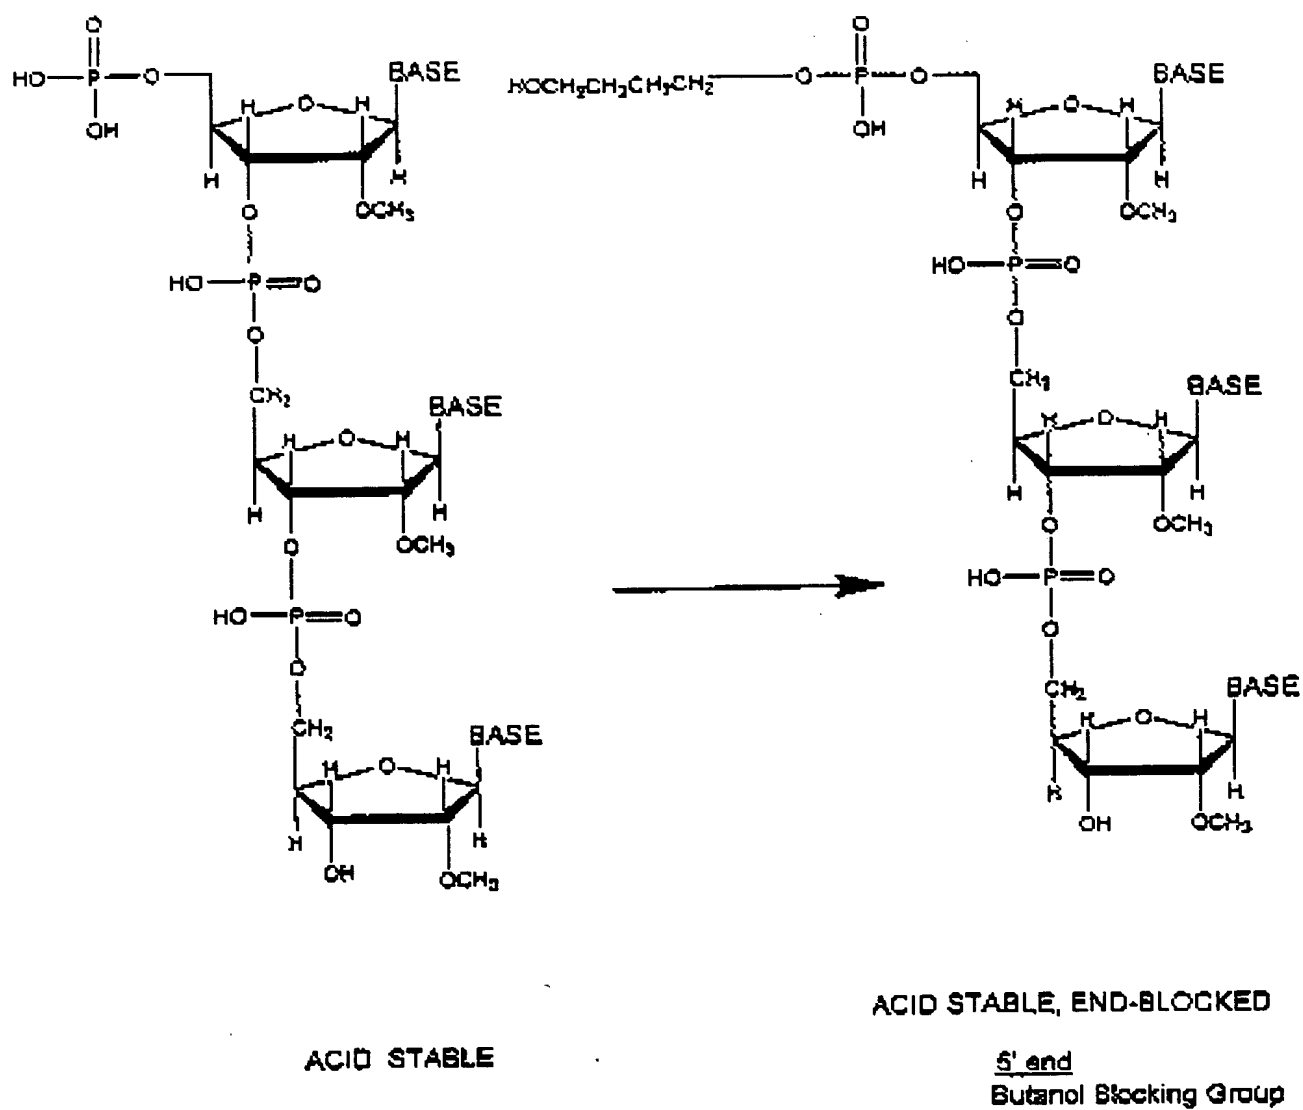 O
HO P O BASE
H O H
OH
H H
O OCH₃
HO P O
O
CH₂ BASE
H O H
H H
O OCH₃
HO P O
O
CH₂ BASE
H O H
H H
OH OCH₃
O
HOCH₂CH₂CH₂CH₂ O P O BASE
H O H
OH
H H
O OCH₃
HO P O
O
CH₂ BASE
H O H
H H
O OCH₃
HO P O
O
CH₂ BASE
H O H
H H
OH OCH₃
ACID STABLE
ACID STABLE, END-BLOCKED
5' end
Butanol Blocking Group